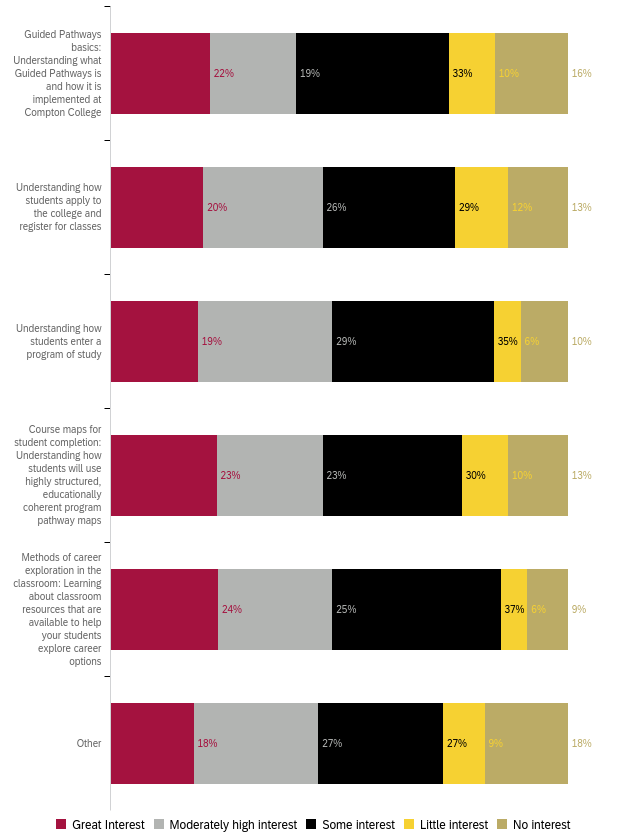 Guided Pathways
basics:
Understanding what
Guided Pathways is
and how it is
implemented at
Compton College
22%
19%
33%
10%
16%
Understanding how
students apply to
the college and
register for classes
20%
26%
29%
12%
13%
Understanding how
students enter a
program of study
19%
29%
35%
6%
10%
Course maps for
student completion:
Understanding how
students will use
highly structured,
educationally
coherent program
pathway maps
23%
23%
30%
10%
13%
Methods of career
exploration in the
classroom: Learning
about classroom
resources that are
available to help
your students
explore career
options
24%
25%
37%
6%
9%
Other
18%
27%
27%
9%
18%
Great Interest
Moderately high interest
Some interest
Little interest
No interest